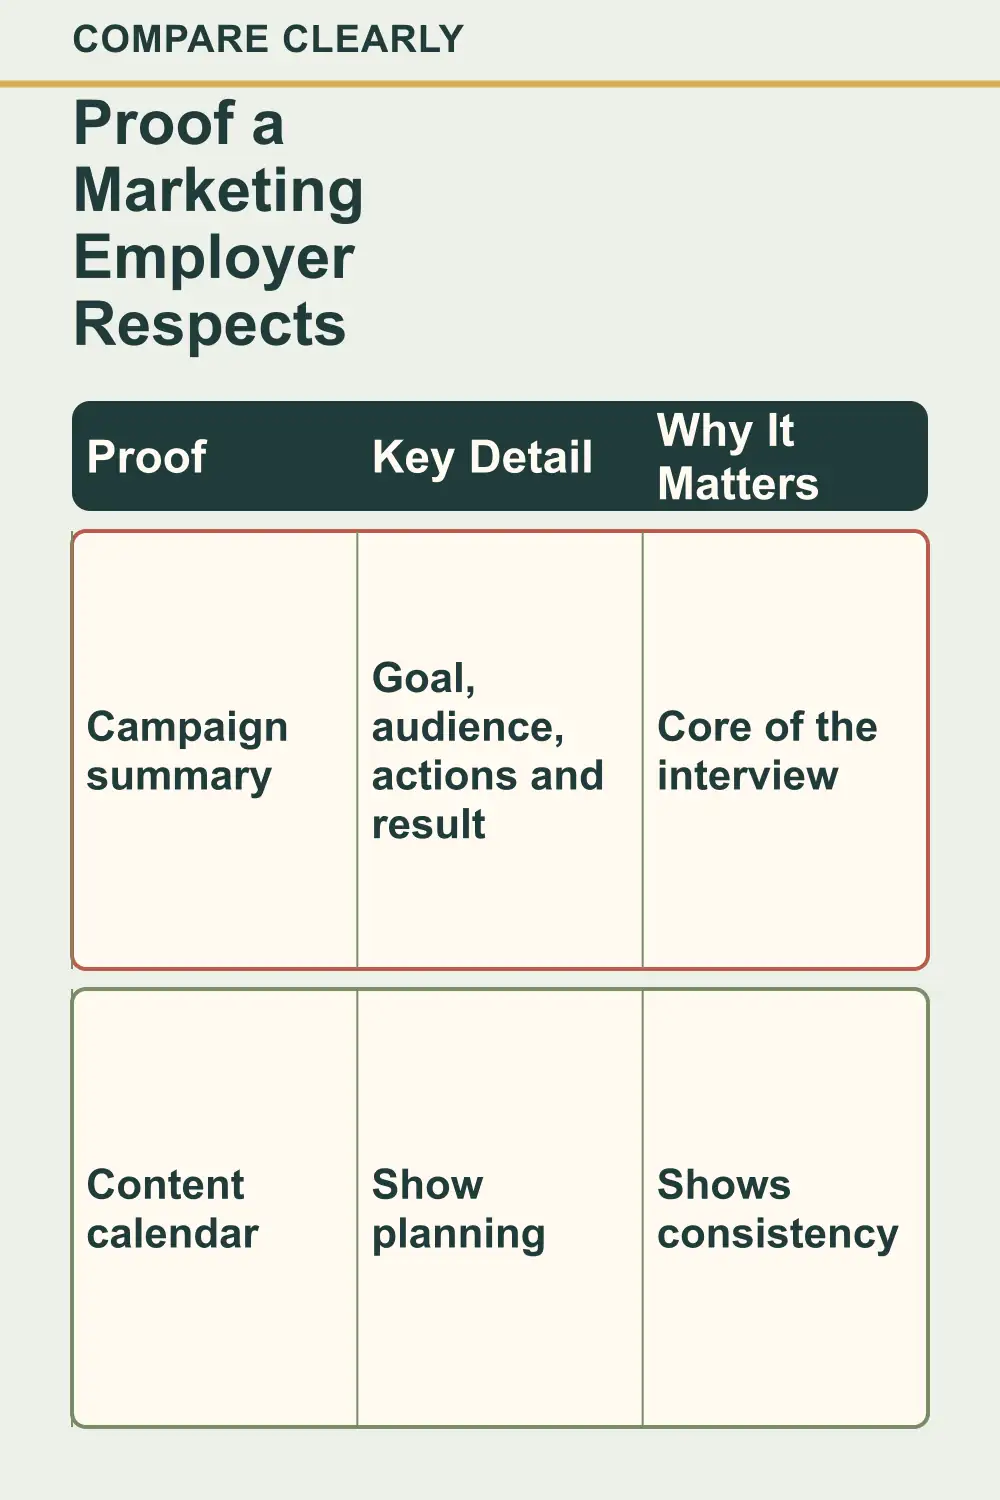 COMPARE CLEARLY
Proof a
Marketing
Employer
Respects
Proof
Key Detail
Why It
Matters
Campaign
summary
Goal,
audience,
actions and
result
Core of the
interview
Content
calendar
Show
planning
Shows
consistency